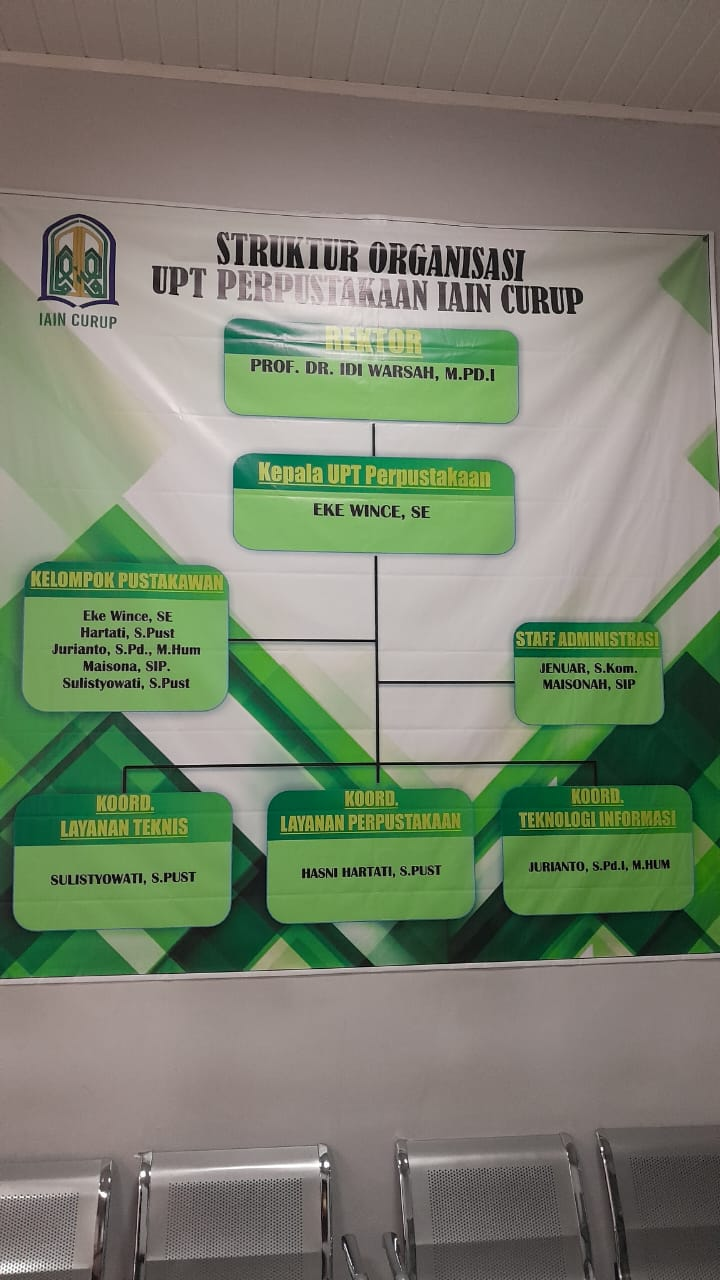 STRUKTUR ORGANISASI
UPT PERPUSTAKAAN IAIN CURUP
IAIN CURUP
REKTOR
PROF. DR. IDI WARSAH, M.PD.I
Kepala UPT Perpustakaan
EKE WINCE, SE
KELOMPOK PUSTAKAWAN
Eke Wince, SE
Hartati, S.Pust
Jurianto, S.Pd., M.Hum
Maisona, SIP.
Sulistyowati, S.Pust
STAFF ADMINISTRASI
JENUAR, S.Kom.
MAISONAH, SIP
KOORD.
LAYANAN TEKNIS
SULISTYOWATI, S.PUST
KOORD.
LAYANAN PERPUSTAKAAN
HASNI HARTATI, S.PUST
KOORD.
TEKNOLOGI INFORMASI
JURIANTO, S.Pd.I, M.HUM